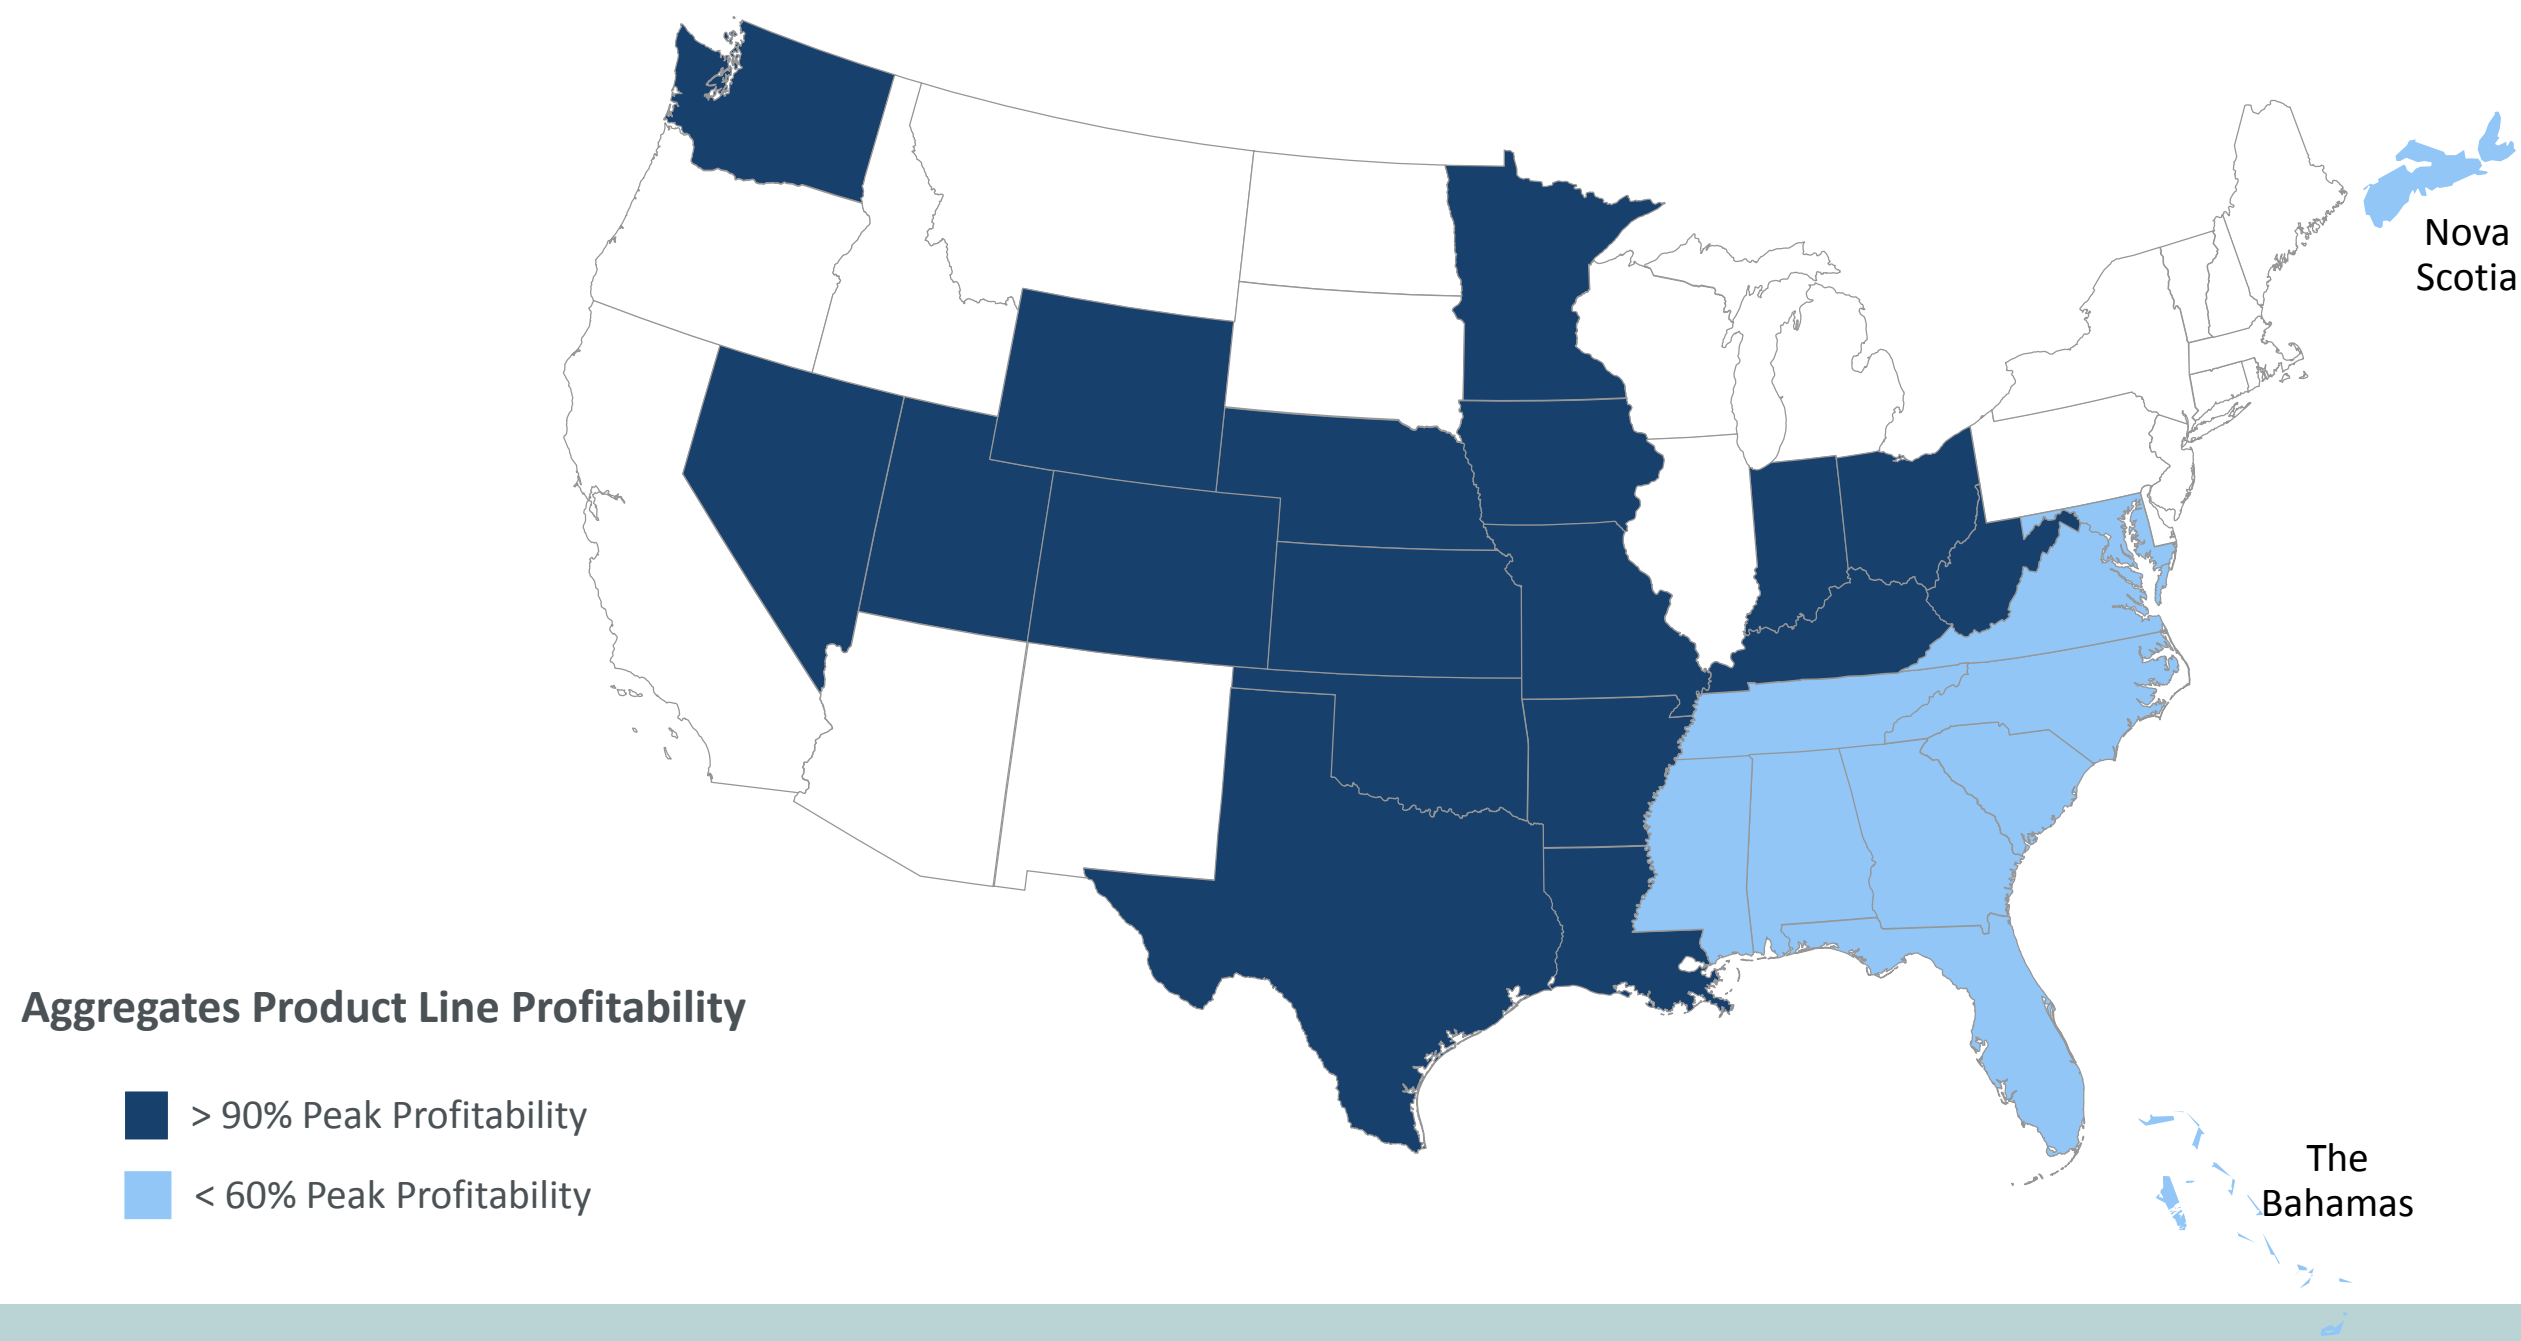 Nova
Scotia
Aggregates Product Line Profitability
> 90% Peak Profitability
< 60% Peak Profitability
The
Bahamas